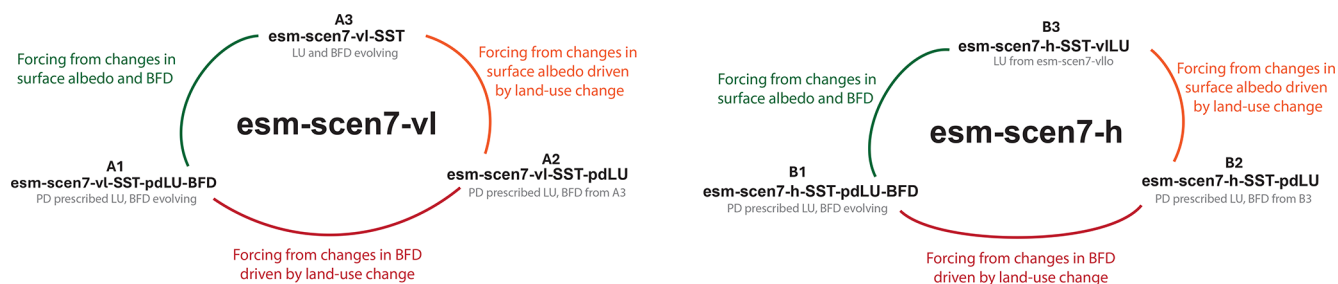 A3
esm-scen7-vl-SST
LU and BFD evolving
Forcing from changes in
surface albedo and BFD
Forcing from changes in
surface albedo driven
by land-use change
esm-scen7-vl
A1
esm-scen7-vl-SST-pdLU-BFD
PD prescribed LU, BFD evolving
A2
esm-scen7-vl-SST-pdLU
PD prescribed LU, BFD from A3
Forcing from changes in BFD
driven by land-use change
B3
esm-scen7-h-SST-vlLU
LU from esm-scen7-vllo
Forcing from changes in
surface albedo and BFD
Forcing from changes in
surface albedo driven
by land-use change
esm-scen7-h
B1
esm-scen7-h-SST-pdLU-BFD
PD prescribed LU, BFD evolving
B2
esm-scen7-h-SST-pdLU
PD prescribed LU, BFD from B3
Forcing from changes in BFD
driven by land-use change